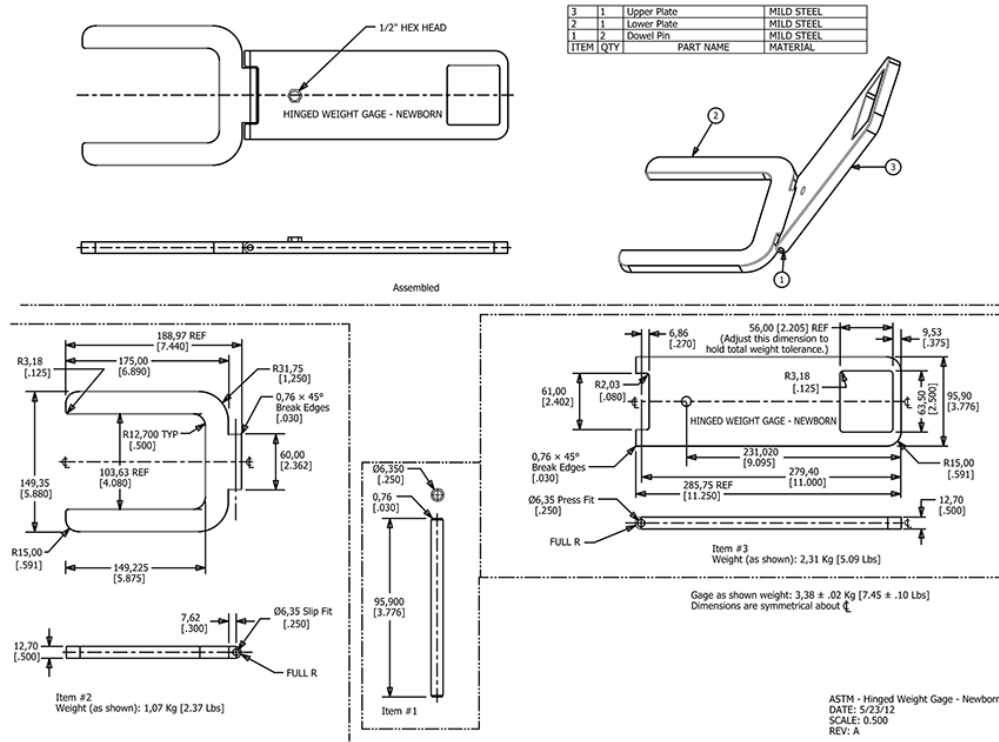 3 1 Upper Plate MILD STEEL
2 1 Lower Plate MILD STEEL
1 2 Dowel Pin MILD STEEL
ITEM QTY PART NAME MATERIAL
1/2" HEX HEAD
HINGED WEIGHT GAGE - NEWBORN
2
3
1
Assembled
188,97 REF
[7.440]
175,00
[6.890]
R3,18
[.125]
R31,75
[1,250]
0,76 × 45°
Break Edges
[.030]
R12,700 TYP
[.500]
60,00
[2.362]
103,63 REF
[4.080]
149,35
[5.880]
R15,00
[.591]
149,225
[5.875]
7,62
[.300]
Ø6,35 Slip Fit
[.250]
12,70
[.500]
FULL R
Item #2
Weight (as shown): 1,07 Kg [2.37 Lbs]
Ø6,350
[.250]
0,76
[.030]
95,900
[3.776]
Item #1
6,86
[.270]
56,00 [2.205] REF
(Adjust this dimension to
hold total weight tolerance.)
9,53
[.375]
61,00
[2.402]
R2,03
[.080]
R3,18
[.125]
63,50
[2.500]
95,90
[3.776]
HINGED WEIGHT GAGE - NEWBORN
0,76 × 45°
Break Edges
[.030]
231,020
[9.095]
279,40
[11.000]
285,75 REF
[11.250]
R15,00
[.591]
Ø6,35 Press Fit
[.250]
12,70
[.500]
FULL R
Item #3
Weight (as shown): 2,31 Kg [5.09 Lbs]
Gage as shown weight: 3,38 ± .02 Kg [7.45 ± .10 Lbs]
Dimensions are symmetrical about ℄
ASTM - Hinged Weight Gage - Newborn
DATE: 5/23/12
SCALE: 0.500
REV: A